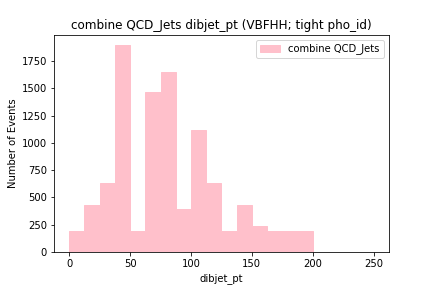 combine QCD_Jets dibjet_pt (VBFHH; tight pho_id)
combine QCD_Jets
1750
1500
1250
1000
750
500
250
0
Number of Events
0 50 100 150 200 250
dibjet_pt